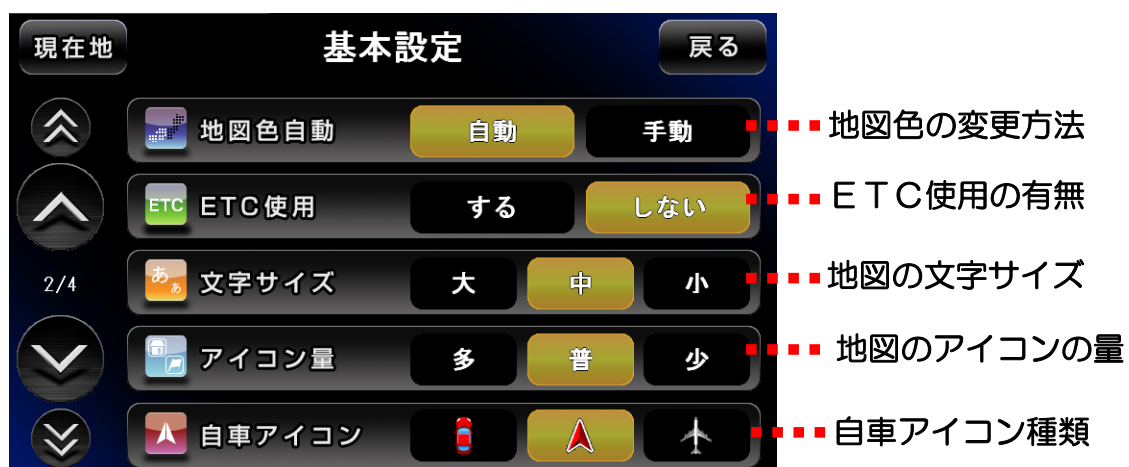 現在地 基本設定 戻る
地図色自動 自動 手動 地図色の変更方法
ETC ETC使用 する しない ETC使用の有無
2/4 ああ 文字サイズ 大 中 小 地図の文字サイズ
アイコン量 多 普 少 地図のアイコンの量
自車アイコン 自車アイコン種類